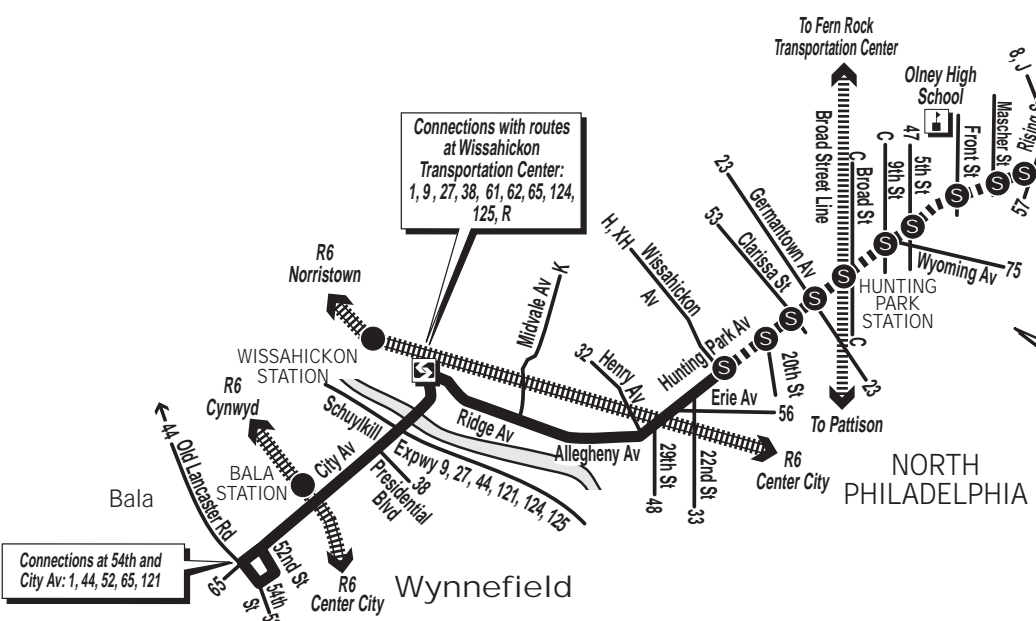 To Fern Rock
Transportation Center
8, J
Olney High
School
Connections with routes
at Wissahickon
Transportation Center:
1, 9 , 27, 38,  61, 62, 65, 124,
125, R
Broad Street Line
C
Broad St
C
C
9th St
47
5th St
Front St
Mascher St
Rising
57
23
Germantown Av
53
Clarissa St
Wyoming Av
75
HUNTING
PARK
STATION
H, XH
Wissahickon
Av
R6
Norristown
Midvale Av
K
WISSAHICKON
STATION
32
Henry Av
Hunting Park Av
20th St
23
Erie Av
56
To Pattison
R6
Cynwyd
Schuylkill
Expwy 9, 27, 44, 121, 124, 125
Ridge Av
Allegheny Av
29th St
48
22nd St
33
R6
Center City
NORTH
PHILADELPHIA
44
Old Lancaster Rd
Bala
BALA
STATION
City Av
38
Presidential
Blvd
Connections at 54th and
City Av: 1, 44, 52, 65, 121
52nd St
54th
St
R6
Center City
Wynnefield
S
S
S
S
S
S
S
S
S
S